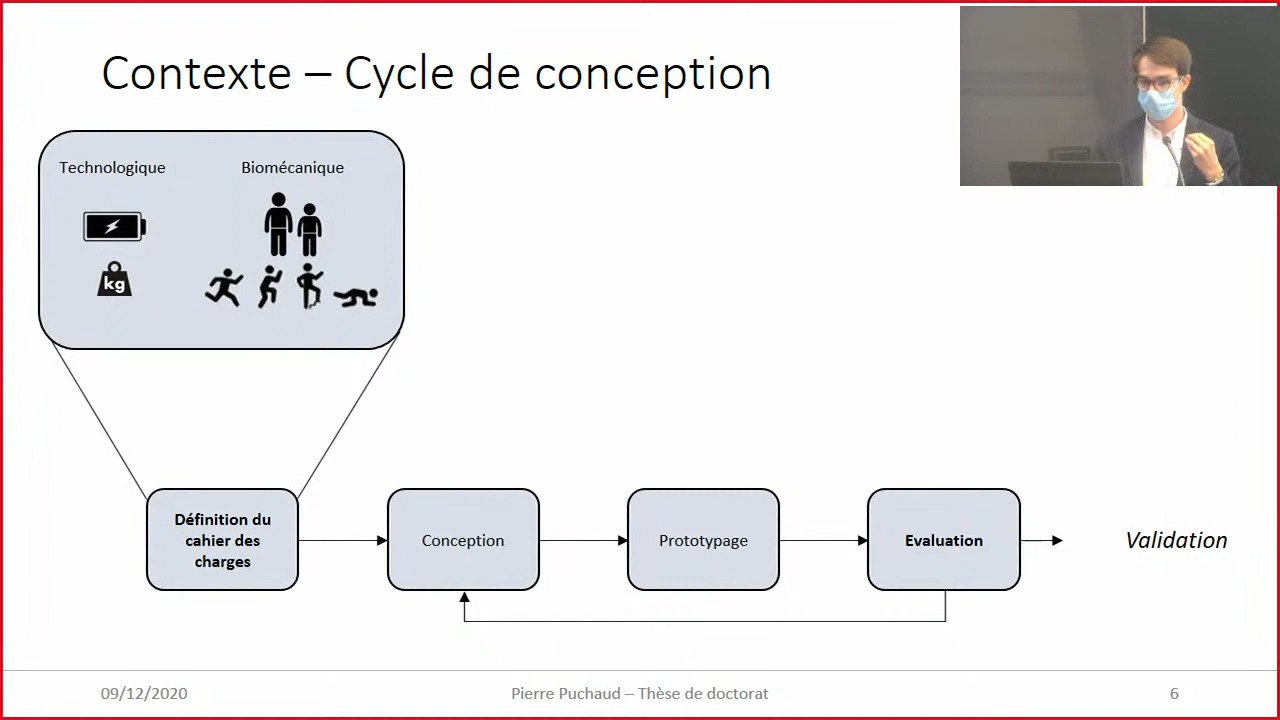 Contexte – Cycle de conception
Technologique
Biomécanique
kg
Définition du
cahier des
charges
Conception
Prototypage
Evaluation
Validation
09/12/2020
Pierre Puchaud – Thèse de doctorat
6